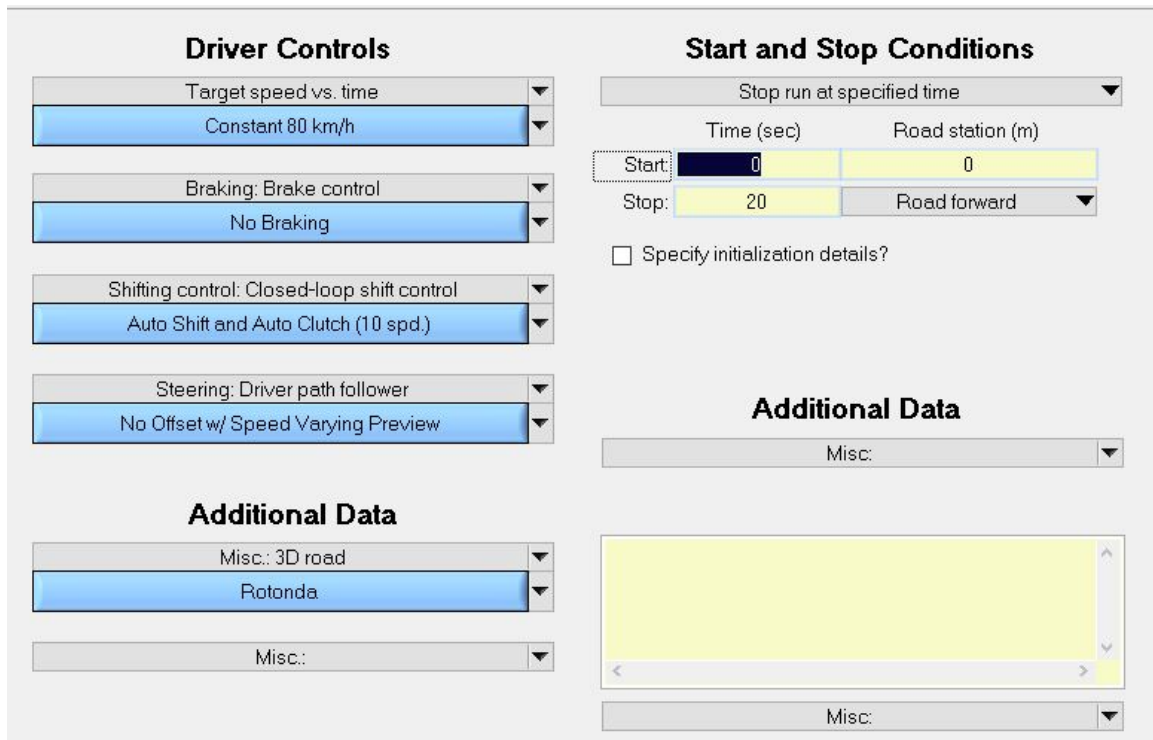 Driver Controls
Target speed vs. time
Constant 80 km/h
Braking: Brake control
No Braking
Shifting control: Closed-loop shift control
Auto Shift and Auto Clutch (10 spd.)
Steering: Driver path follower
No Offset w/ Speed Varying Preview
Additional Data
Misc.: 3D road
Rotonda
Misc.:
Start and Stop Conditions
Stop run at specified time
Time (sec) Road station (m)
Start: 0 0
Stop: 20 Road forward
Specify initialization details?
Additional Data
Misc:
Misc: